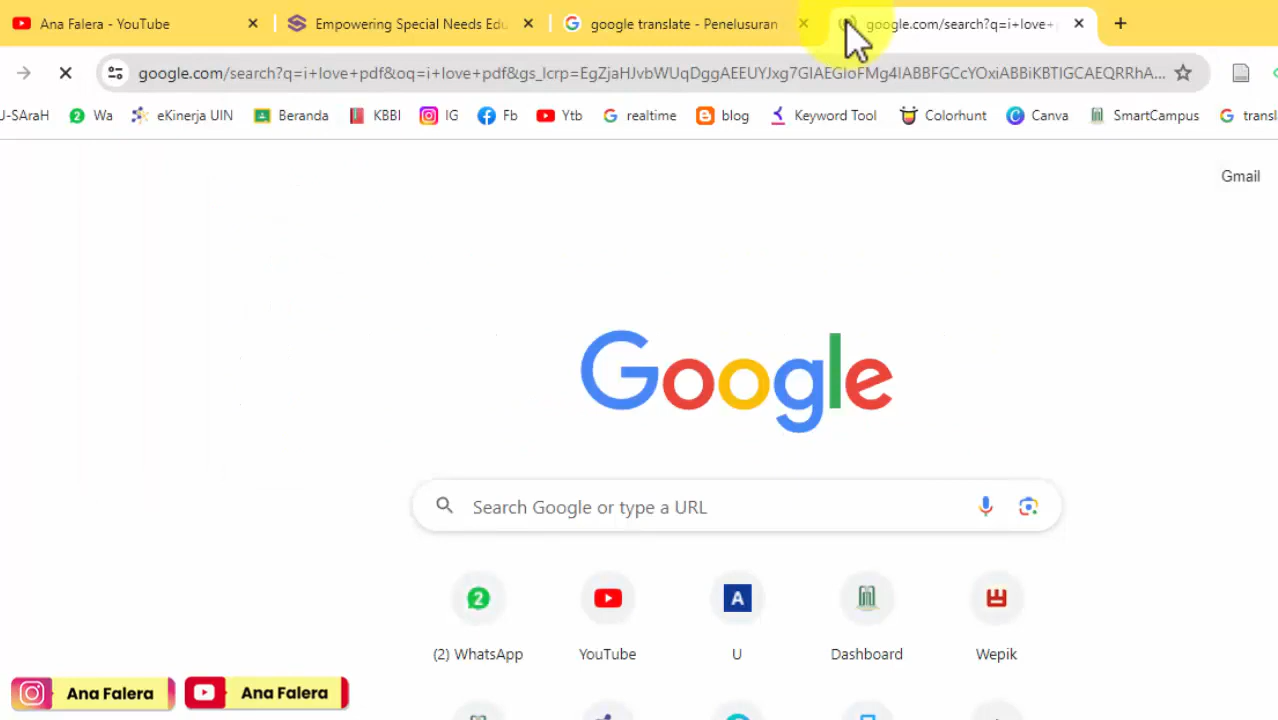 Ana Falera - YouTube
Empowering Special Needs Edu
google translate - Penelusuran
google.com/search?q=i+love+p
google.com/search?q=i+love+pdf&oq=i+love+pdf&gs_lcrp=
J-SAraH
2
Wa
eKinerja UIN
Beranda
KBBI
IG
Fb
Ytb
realtime
blog
Keyword Tool
Colorhunt
Canva
SmartCampus
transl
Gmail
Google
Search Google or type a URL
2
A
(2) WhatsApp
YouTube
U
Dashboard
Wepik
Ana Falera
Ana Falera